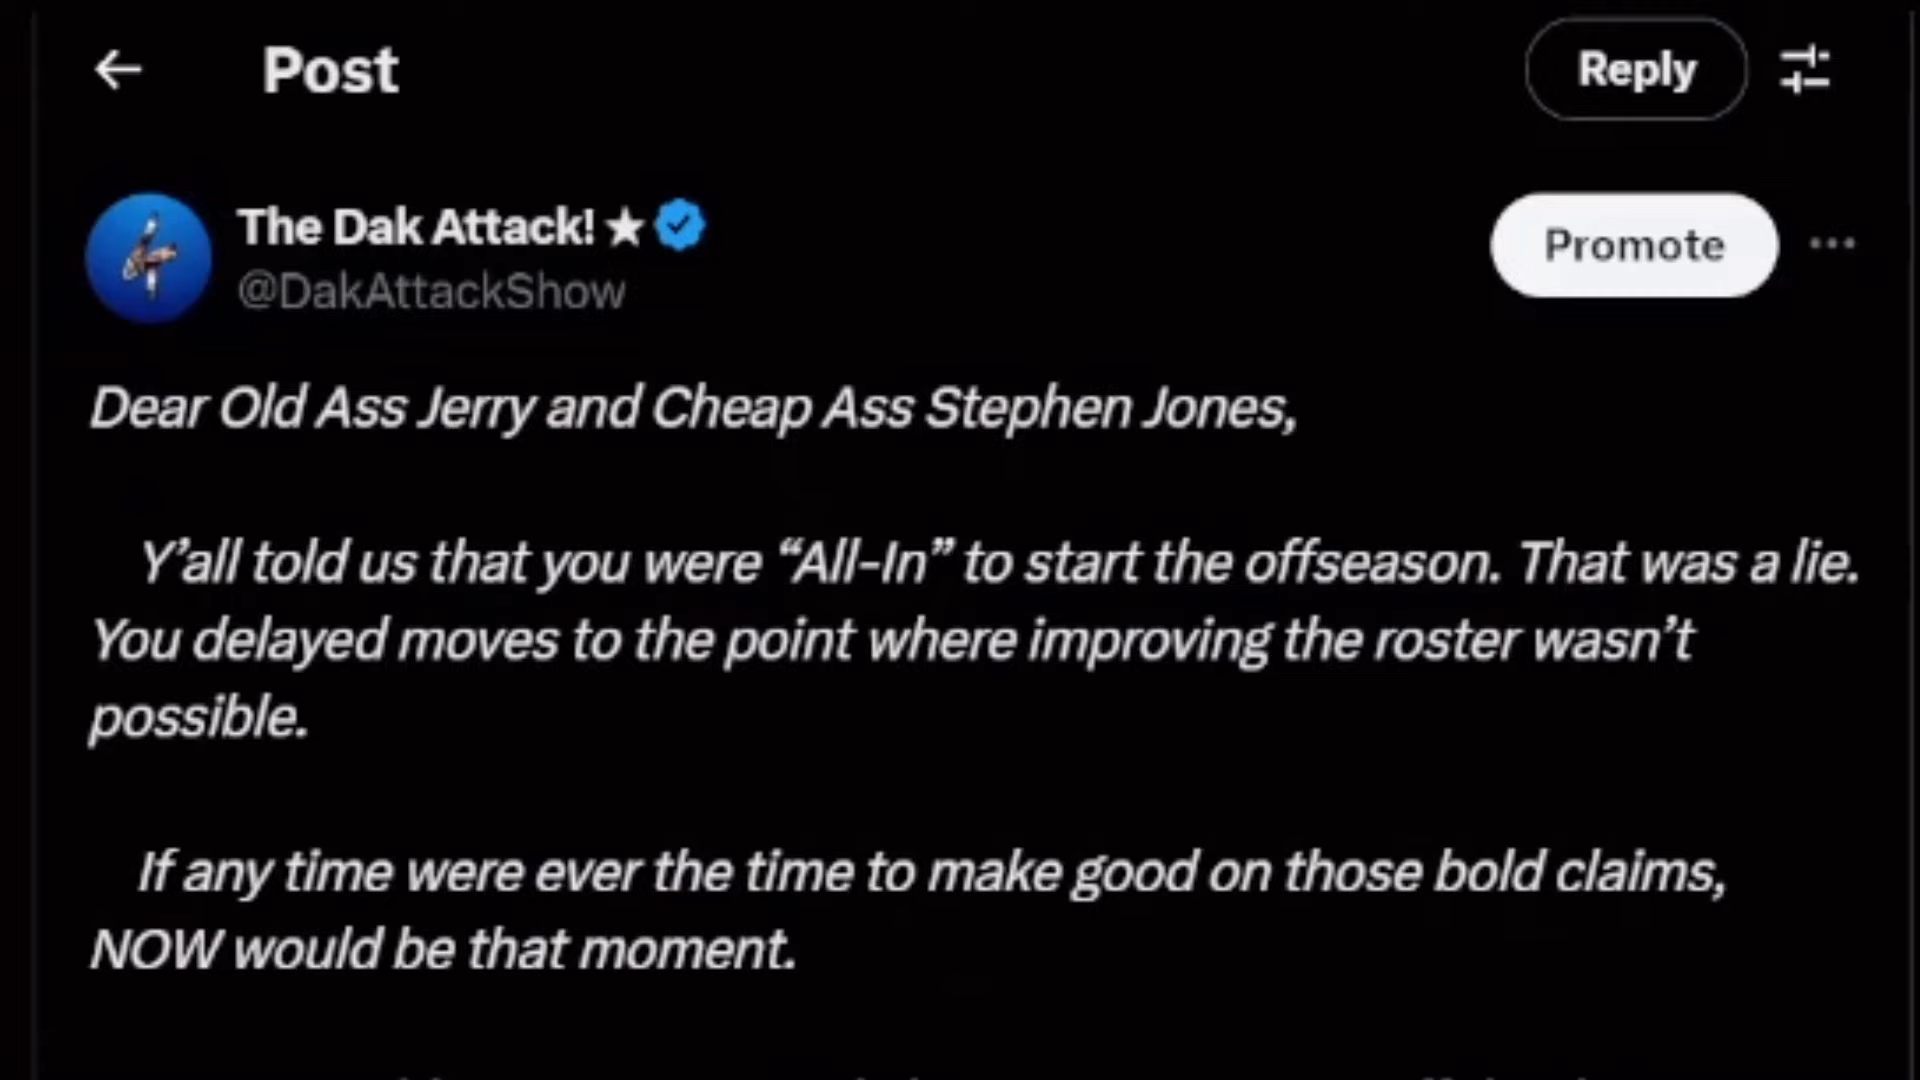 Post
Reply
The Dak Attack! ★
Promote
@DakAttackShow
Dear Old Ass Jerry and Cheap Ass Stephen Jones,
Y’all told us that you were “All-In” to start the offseason. That was a lie.
You delayed moves to the point where improving the roster wasn’t
possible.
If any time were ever the time to make good on those bold claims,
NOW would be that moment.